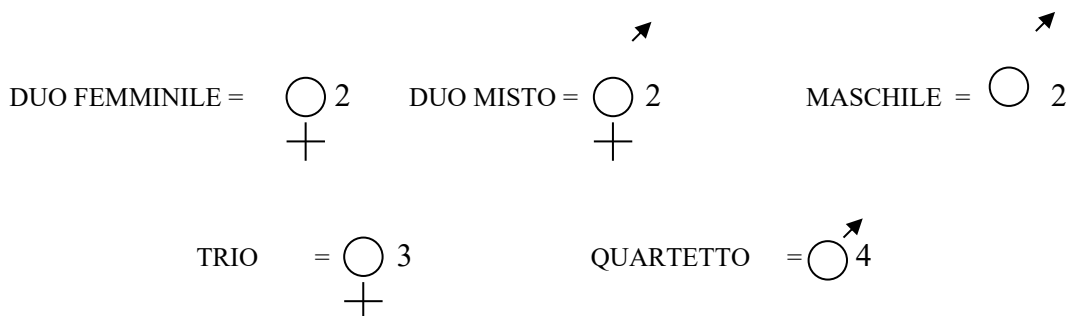 DUO FEMMINILE = 2 DUO MISTO = 2 MASCHILE = 2
TRIO = 3 QUARTETTO = 4